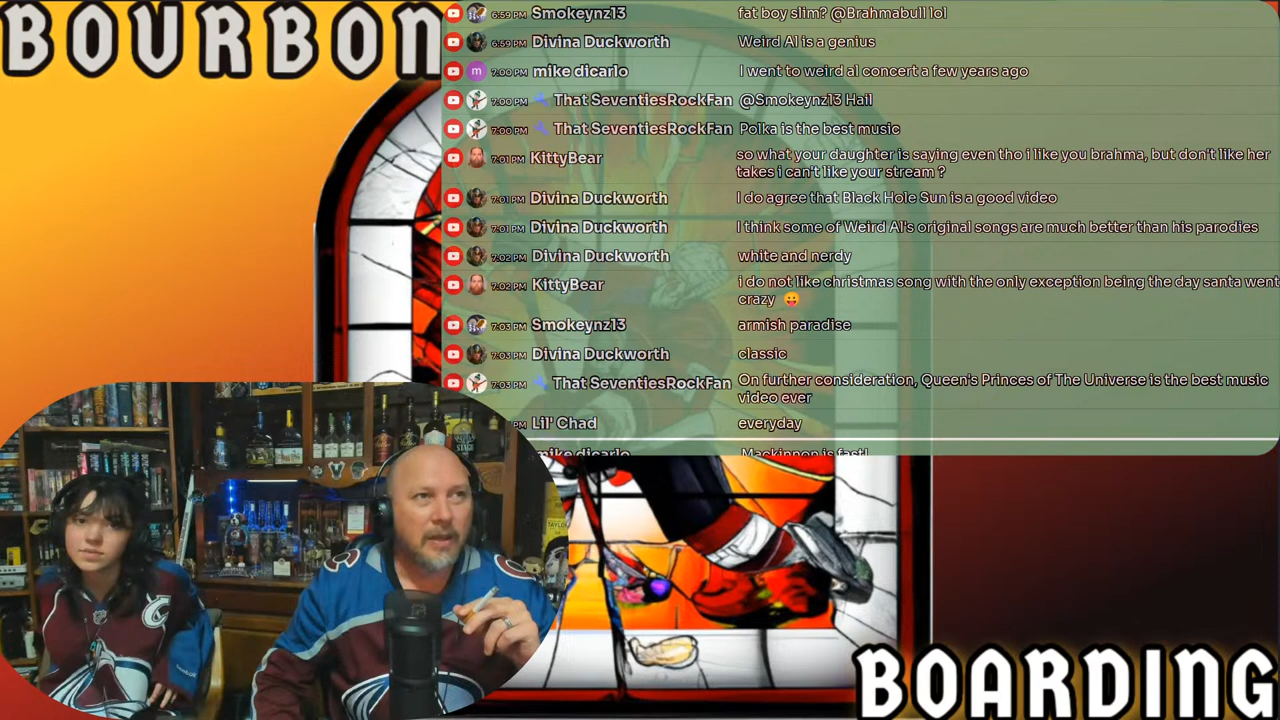 BOURBON
6:59 PM Smokeynz13 fat boy slim? @Brahmabull lol
6:59 PM Divina Duckworth Weird Al is a genius
7:00 PM mike dicarlo I went to weird al concert a few years ago
7:00 PM That SeventiesRockFan @Smokeynz13 Hail
7:00 PM That SeventiesRockFan Polka is the best music
7:01 PM KittyBear so what your daughter is saying even tho i like you brahma, but don't like her
takes i can't like your stream ?
7:01 PM Divina Duckworth I do agree that Black Hole Sun is a good video
7:01 PM Divina Duckworth I think some of Weird Al's original songs are much better than his parodies
7:02 PM Divina Duckworth white and nerdy
7:02 PM KittyBear i do not like christmas song with the only exception being the day santa went
crazy 😛
7:03 PM Smokeynz13 armish paradise
7:03 PM Divina Duckworth classic
7:03 PM That SeventiesRockFan On further consideration, Queen's Princes of The Universe is the best music
video ever
PM Lil' Chad everyday
mike dicarlo Mackinnon is fast!
C
BOARDING